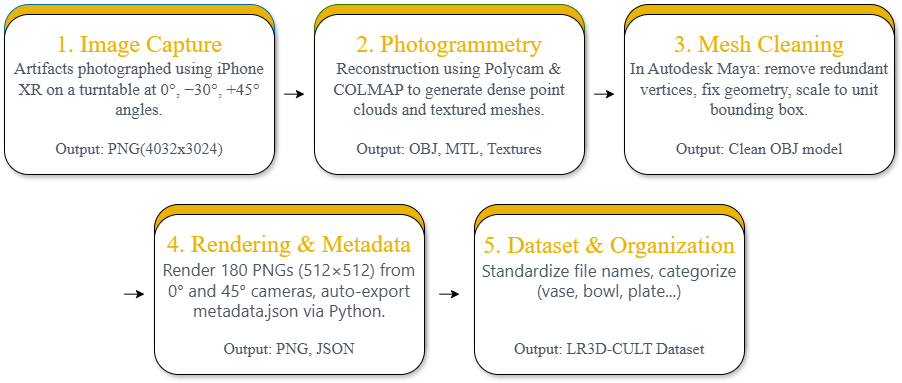 1. Image Capture
Artifacts photographed using iPhone
XR on a turntable at 0°, −30°, +45°
angles.
Output: PNG(4032x3024)
2. Photogrammetry
Reconstruction using Polycam &
COLMAP to generate dense point
clouds and textured meshes.
Output: OBJ, MTL, Textures
3. Mesh Cleaning
In Autodesk Maya: remove redundant
vertices, fix geometry, scale to unit
bounding box.
Output: Clean OBJ model
4. Rendering & Metadata
Render 180 PNGs (512×512) from
0° and 45° cameras, auto-export
metadata.json via Python.
Output: PNG, JSON
5. Dataset & Organization
Standardize file names, categorize
(vase, bowl, plate...)
Output: LR3D-CULT Dataset